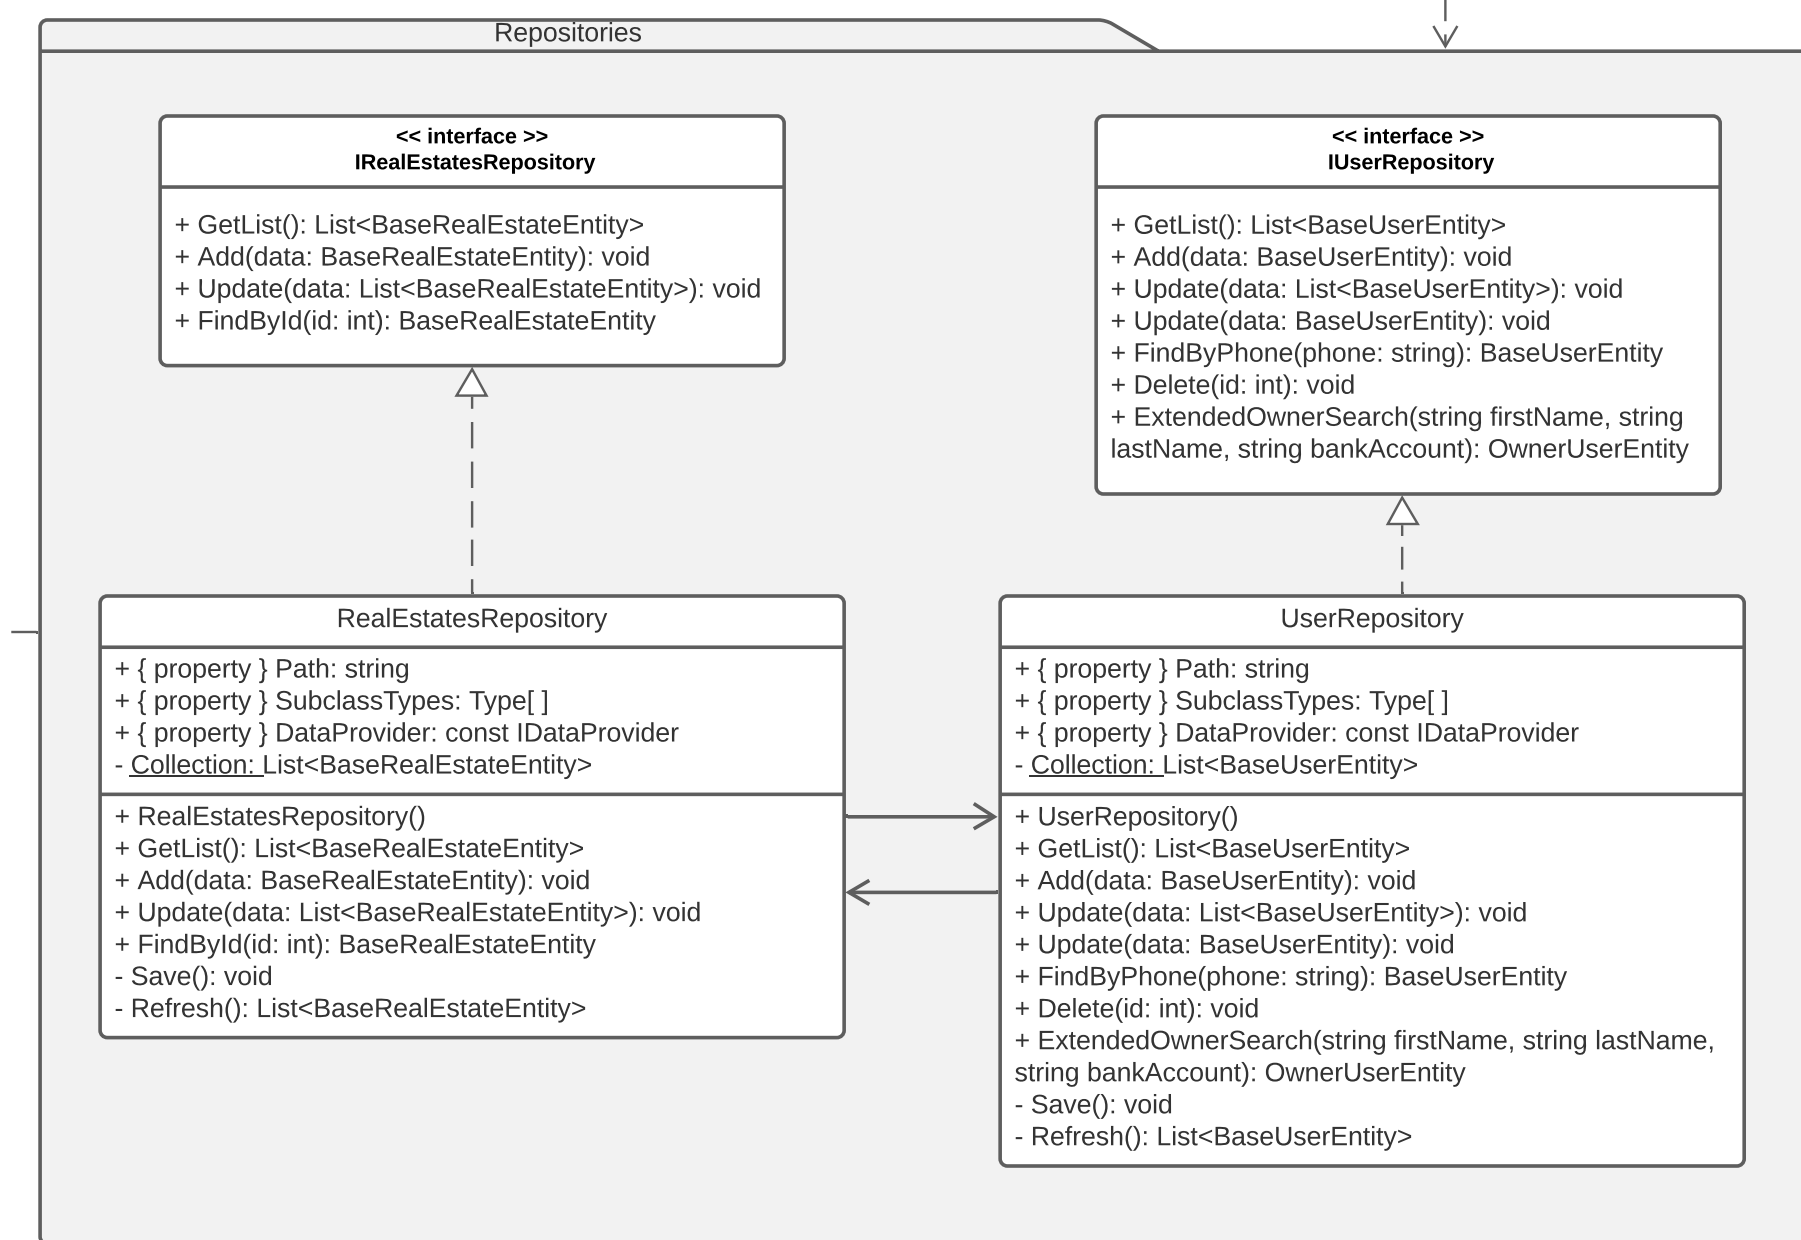 Repositories
<< interface >>
IRealEstatesRepository
+ GetList(): List<BaseRealEstateEntity>
+ Add(data: BaseRealEstateEntity): void
+ Update(data: List<BaseRealEstateEntity>): void
+ FindById(id: int): BaseRealEstateEntity
<< interface >>
IUserRepository
+ GetList(): List<BaseUserEntity>
+ Add(data: BaseUserEntity): void
+ Update(data: List<BaseUserEntity>): void
+ Update(data: BaseUserEntity): void
+ FindByPhone(phone: string): BaseUserEntity
+ Delete(id: int): void
+ ExtendedOwnerSearch(string firstName, string
lastName, string bankAccount): OwnerUserEntity
RealEstatesRepository
+ { property } Path: string
+ { property } SubclassTypes: Type[ ]
+ { property } DataProvider: const IDataProvider
- Collection: List<BaseRealEstateEntity>
+ RealEstatesRepository()
+ GetList(): List<BaseRealEstateEntity>
+ Add(data: BaseRealEstateEntity): void
+ Update(data: List<BaseRealEstateEntity>): void
+ FindById(id: int): BaseRealEstateEntity
- Save(): void
- Refresh(): List<BaseRealEstateEntity>
UserRepository
+ { property } Path: string
+ { property } SubclassTypes: Type[ ]
+ { property } DataProvider: const IDataProvider
- Collection: List<BaseUserEntity>
+ UserRepository()
+ GetList(): List<BaseUserEntity>
+ Add(data: BaseUserEntity): void
+ Update(data: List<BaseUserEntity>): void
+ Update(data: BaseUserEntity): void
+ FindByPhone(phone: string): BaseUserEntity
+ Delete(id: int): void
+ ExtendedOwnerSearch(string firstName, string lastName,
string bankAccount): OwnerUserEntity
- Save(): void
- Refresh(): List<BaseUserEntity>